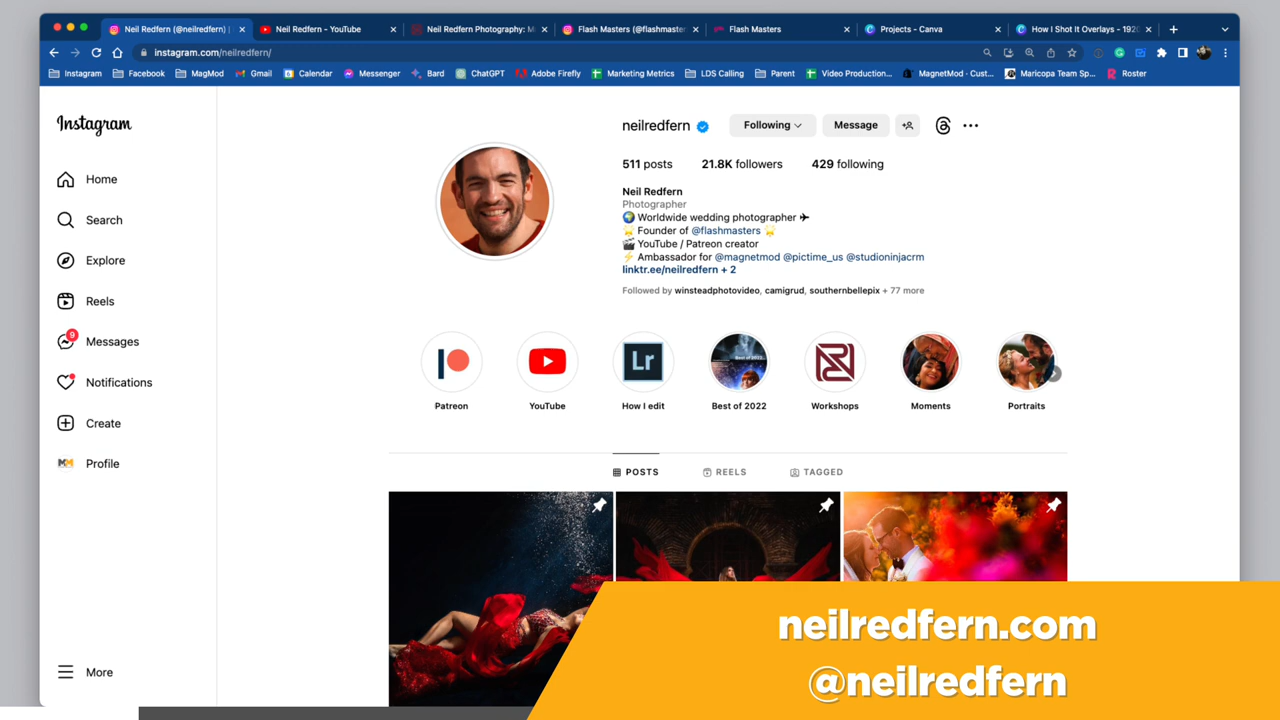 Neil Redfern (@neilredfern) |
Neil Redfern - YouTube
Neil Redfern Photography: M
Flash Masters (@flashmaster
Flash Masters
Projects - Canva
How I Shot It Overlays - 192
instagram.com/neilredfern/
Instagram
Facebook
MagMod
Gmail
Calendar
Messenger
Bard
ChatGPT
Adobe Firefly
Marketing Metrics
LDS Calling
Parent
Video Production...
MagnetMod - Cust...
Maricopa Team Sp...
Roster
Instagram
Home
Search
Explore
Reels
9
Messages
Notifications
Create
Profile
More
neilredfern
Following
Message
511 posts
21.8K followers
429 following
Neil Redfern
Photographer
🌍 Worldwide wedding photographer ✈
🌟 Founder of @flashmasters 🌟
🎬 YouTube / Patreon creator
⚡ Ambassador for @magnetmod @pictime_us @studioninjacrm
linktr.ee/neilredfern + 2
Followed by winsteadphotovideo, camigrud, southernbellepix + 77 more
Lr
Best of 2022
Patreon
YouTube
How I edit
Best of 2022
Workshops
Moments
Portraits
POSTS
REELS
TAGGED
neilredfern.com
@neilredfern